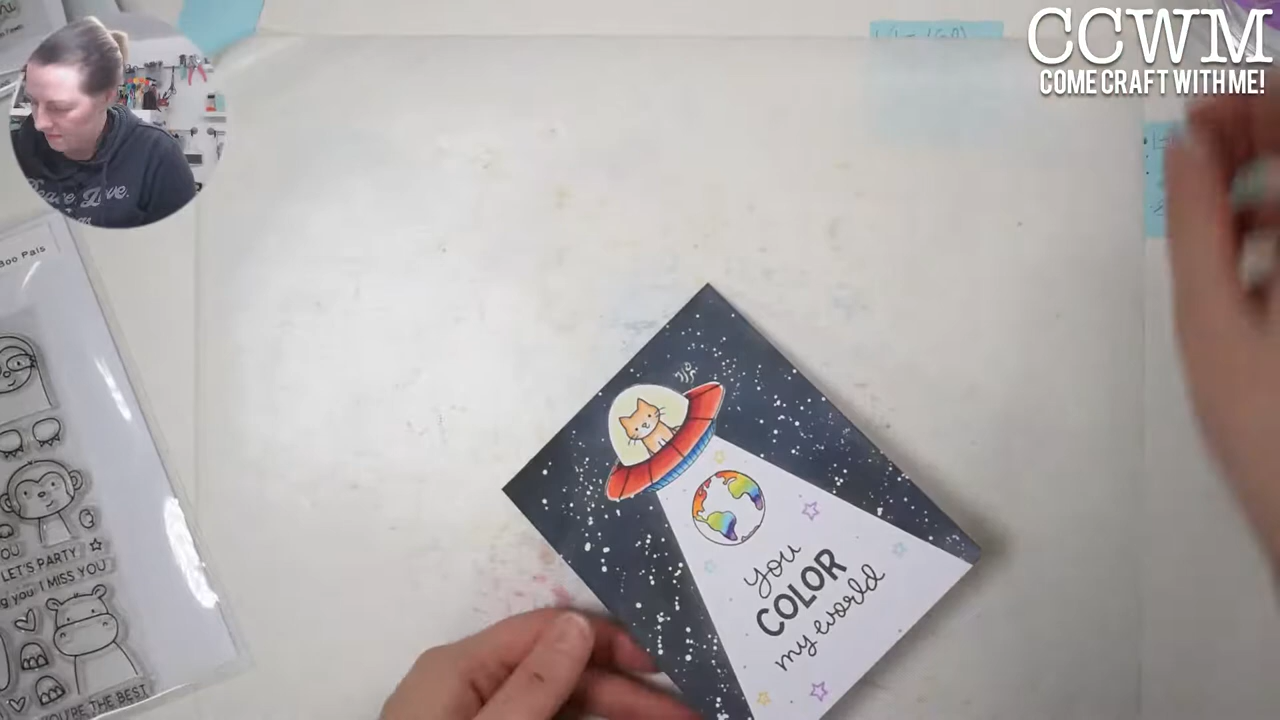 CCWM
COME CRAFT WITH ME!
Boo Pals
LET'S PARTY
you I MISS YOU
YOU'RE THE BEST
you
COLOR
my world